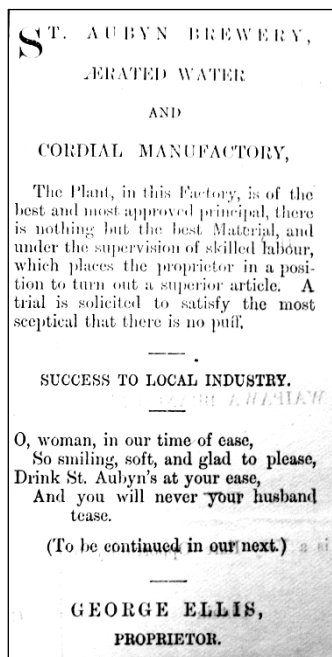 ST. AUBYN BREWERY,
ÆRATED WATER
AND
CORDIAL MANUFACTORY,
The Plant, in this Factory, is of the
best and most approved principal, there
is nothing but the best Material, and
under the supervision of skilled labour,
which places the proprietor in a posi-
tion to turn out a superior article. A
trial is solicited to satisfy the most
sceptical that there is no puff.
SUCCESS TO LOCAL INDUSTRY.
O, woman, in our time of ease,
So smiling, soft, and glad to please,
Drink St. Aubyn's at your ease,
And you will never your husband
tease.
(To be continued in our next.)
GEORGE ELLIS,
PROPRIETOR.